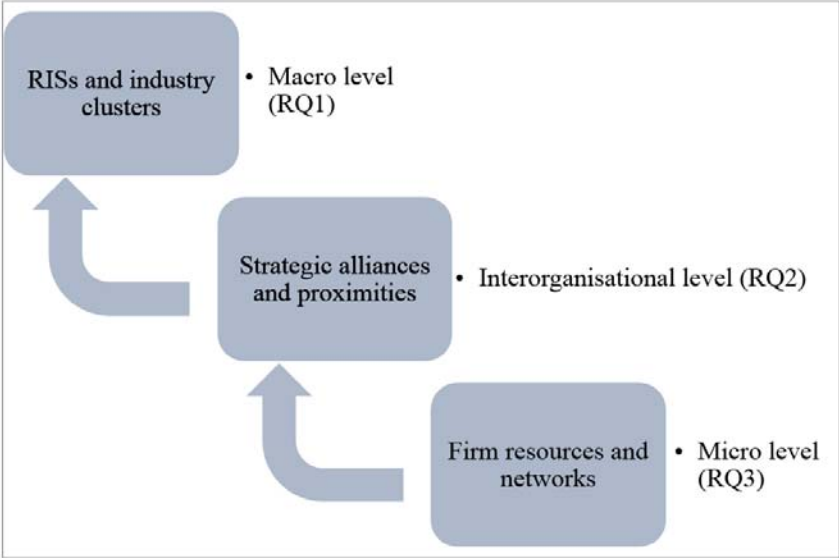 RISs and industry
clusters
• Macro level
(RQ1)
Strategic alliances
and proximities
• Interorganisational level (RQ2)
Firm resources and
networks
• Micro level
(RQ3)